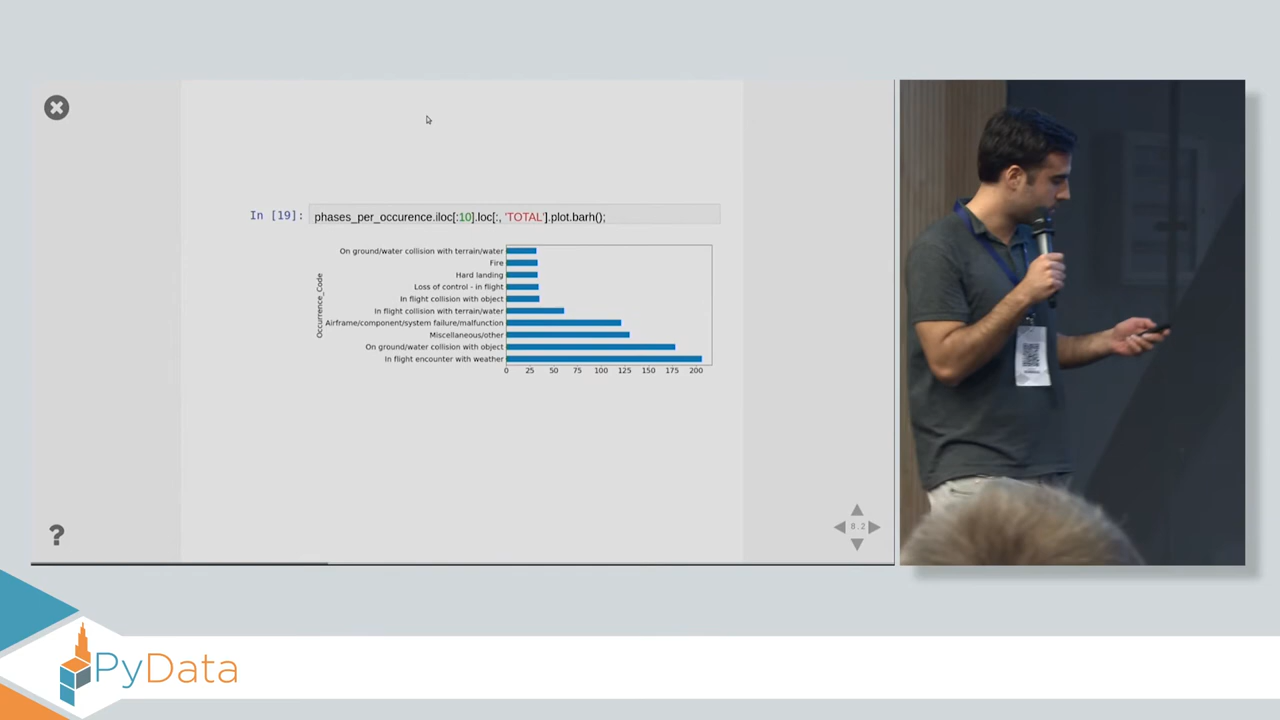 In [19]:
phases_per_occurence.iloc[:10].loc[:, 'TOTAL'].plot.barh();
Occurrence_Code
On ground/water collision with terrain/water
Fire
Hard landing
Loss of control - in flight
In flight collision with object
In flight collision with terrain/water
Airframe/component/system failure/malfunction
Miscellaneous/other
On ground/water collision with object
In flight encounter with weather
0 25 50 75 100 125 150 175 200
?
8.2
PyData